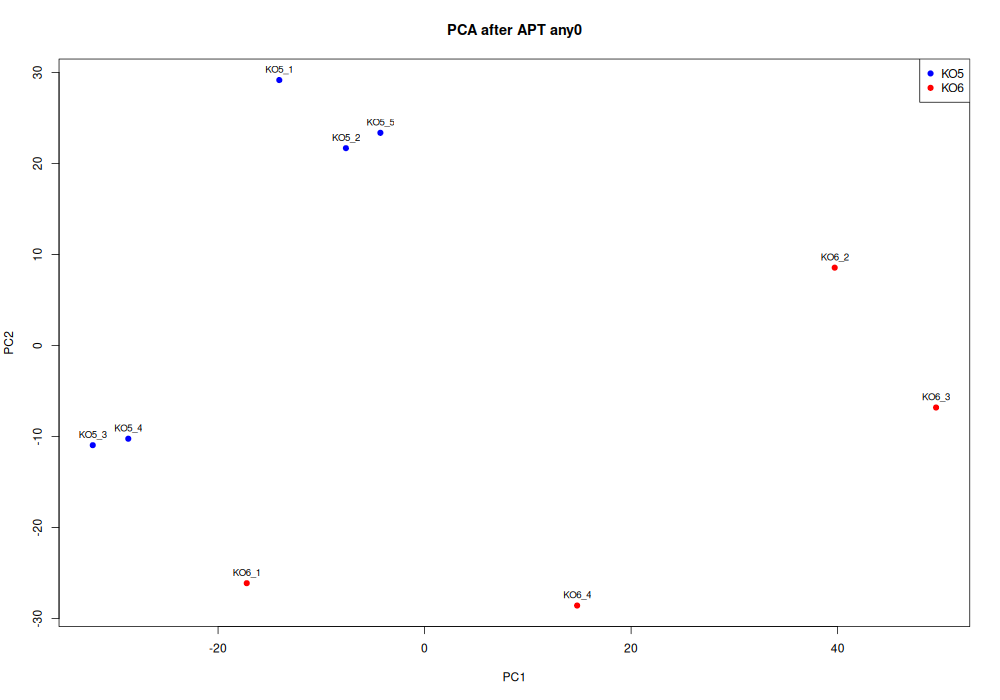 PCA after APT any0
KO5_1
KO5
KO6
KO5_5
KO5_2
KO6_2
KO6_3
KO5_3
KO5_4
KO6_1
KO6_4
30
20
10
0
-10
-20
-30
PC2
-20
0
20
40
PC1